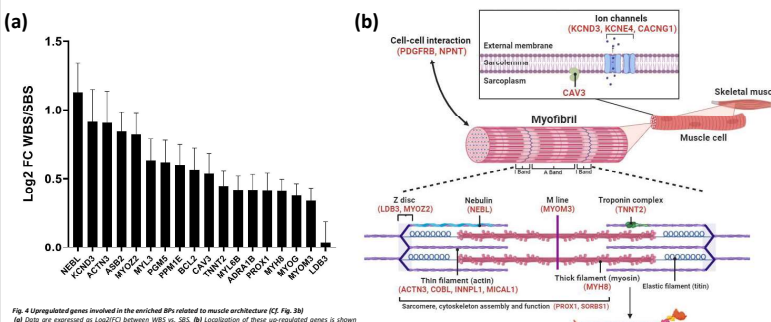 (a)
1.5
1.0
0.5
0.0
Log2 FC WBS/SBS
NEBL
KCND3
ACTN3
ASB2
MYOZ2
MYL3
PGM5
PPM1E
BCL2
CAV3
TNNT2
MYL6B
ADRA1B
PROX1
MYH8
MYOG
MYOM3
LDB3
Fig. 4 Upregulated genes involved in the enriched BPs related to muscle architecture (Cf. Fig. 3b)
(a) Data are expressed as Log2(FC) between WBS vs. SBS. (b) Localization of these up-regulated genes is shown
(b)
Cell-cell interaction
(PDGFRB, NPNT)
Ion channels
(KCND3, KCNE4, CACNG1)
External membrane
Sarcolemma
Sarcoplasm
CAV3
Skeletal musc
Muscle cell
Myofibril
I Band
A Band
I Band
Z disc
(LDB3, MYOZ2)
Nebulin
(NEBL)
M line
(MYOM3)
Troponin complex
(TNNT2)
Thin filament (actin)
(ACTN3, COBL, INNPL1, MICAL1)
Thick filament (myosin)
(MYH8)
Elastic filament (titin)
Sarcomere, cytoskeleton assembly and function (PROX1, SORBS1)